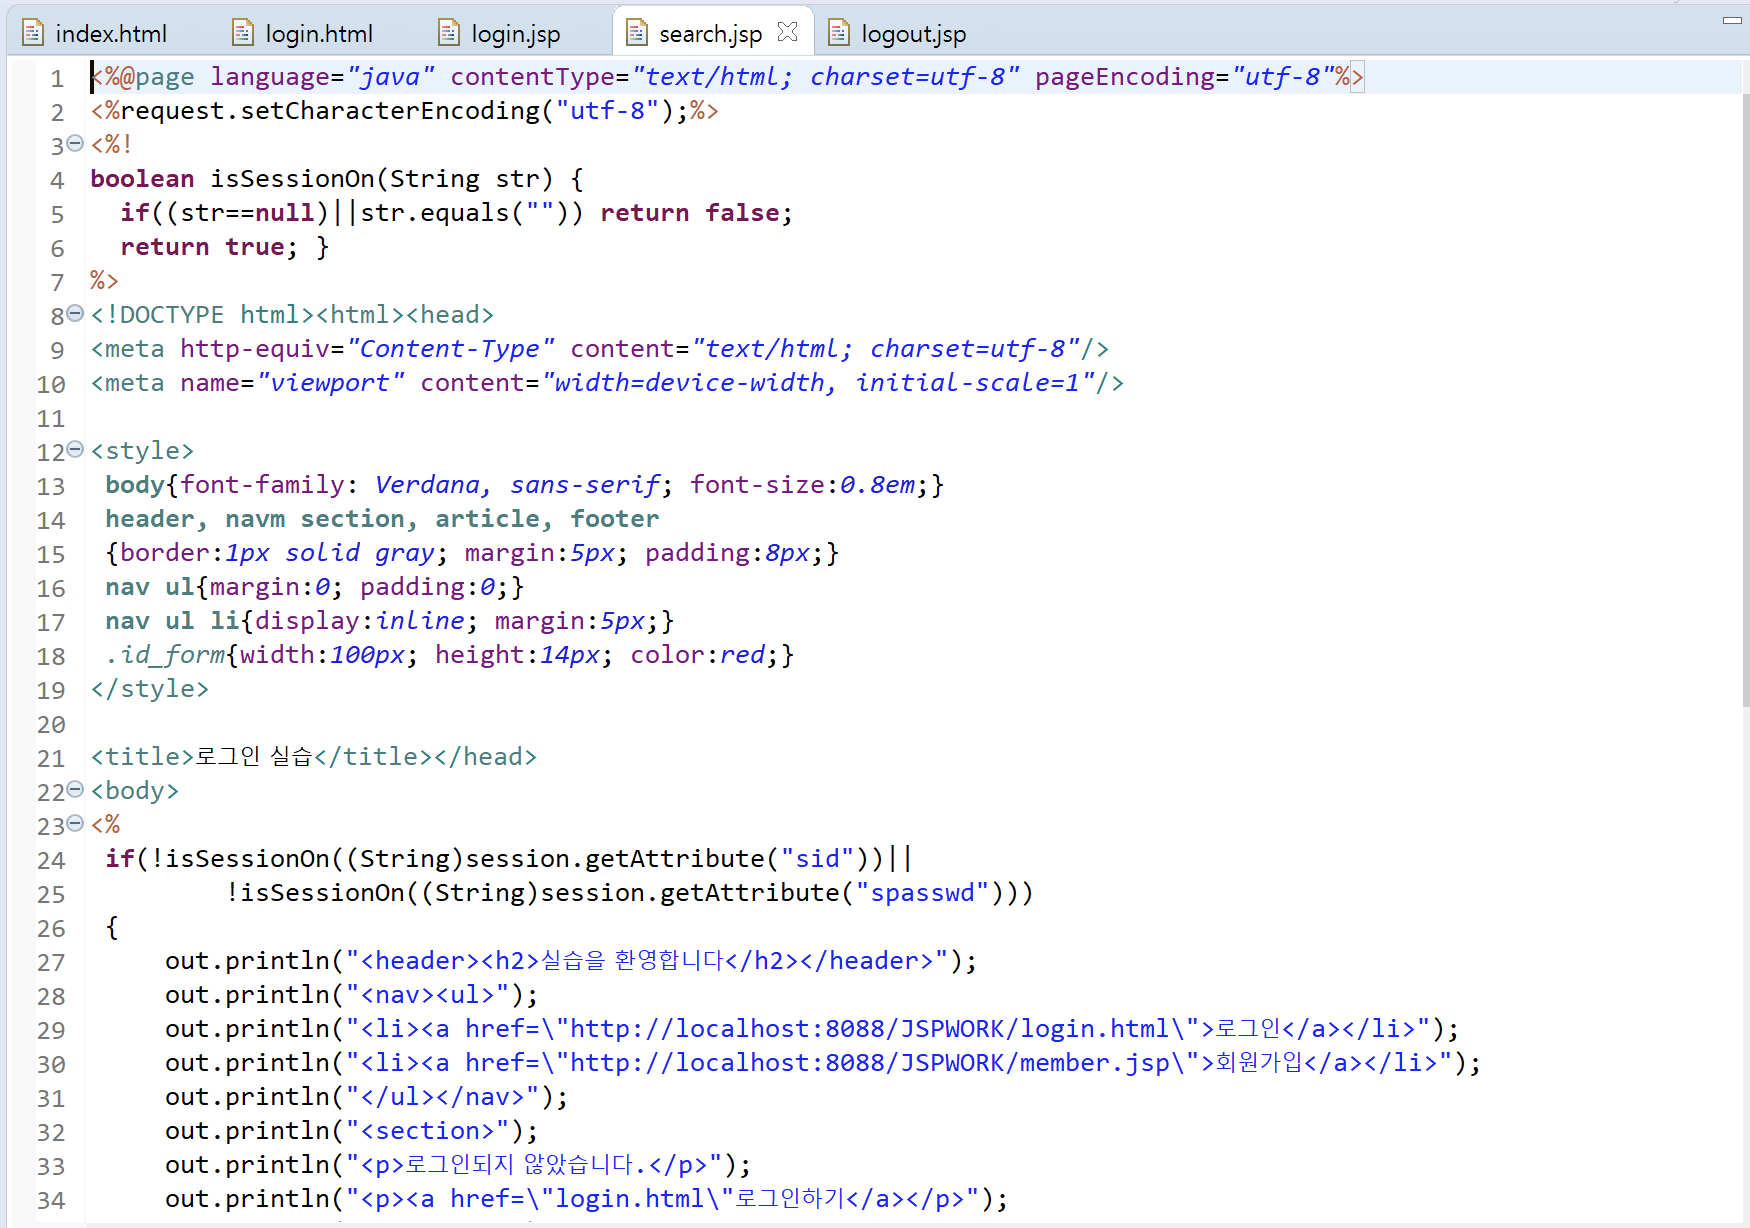 index.html login.html login.jsp search.jsp logout.jsp
1 <%@page language="java" contentType="text/html; charset=utf-8" pageEncoding="utf-8"%>
2 <%request.setCharacterEncoding("utf-8");%>
3 <%!
4 boolean isSessionOn(String str) {
5   if((str==null)||str.equals("")) return false;
6   return true; }
7 %>
8 <!DOCTYPE html><html><head>
9 <meta http-equiv="Content-Type" content="text/html; charset=utf-8"/>
10 <meta name="viewport" content="width=device-width, initial-scale=1"/>
11
12 <style>
13  body{font-family: Verdana, sans-serif; font-size:0.8em;}
14  header, navm section, article, footer
15  {border:1px solid gray; margin:5px; padding:8px;}
16  nav ul{margin:0; padding:0;}
17  nav ul li{display:inline; margin:5px;}
18  .id_form{width:100px; height:14px; color:red;}
19 </style>
20
21 <title>로그인 실습</title></head>
22 <body>
23 <%
24  if(!isSessionOn((String)session.getAttribute("sid"))||
25          !isSessionOn((String)session.getAttribute("spasswd")))
26  {
27      out.println("<header><h2>실습을 환영합니다</h2></header>");
28      out.println("<nav><ul>");
29      out.println("<li><a href=\"http://localhost:8088/JSPWORK/login.html\">로그인</a></li>");
30      out.println("<li><a href=\"http://localhost:8088/JSPWORK/member.jsp\">회원가입</a></li>");
31      out.println("</ul></nav>");
32      out.println("<section>");
33      out.println("<p>로그인되지 않았습니다.</p>");
34      out.println("<p><a href=\"login.html\"로그인하기</a></p>");